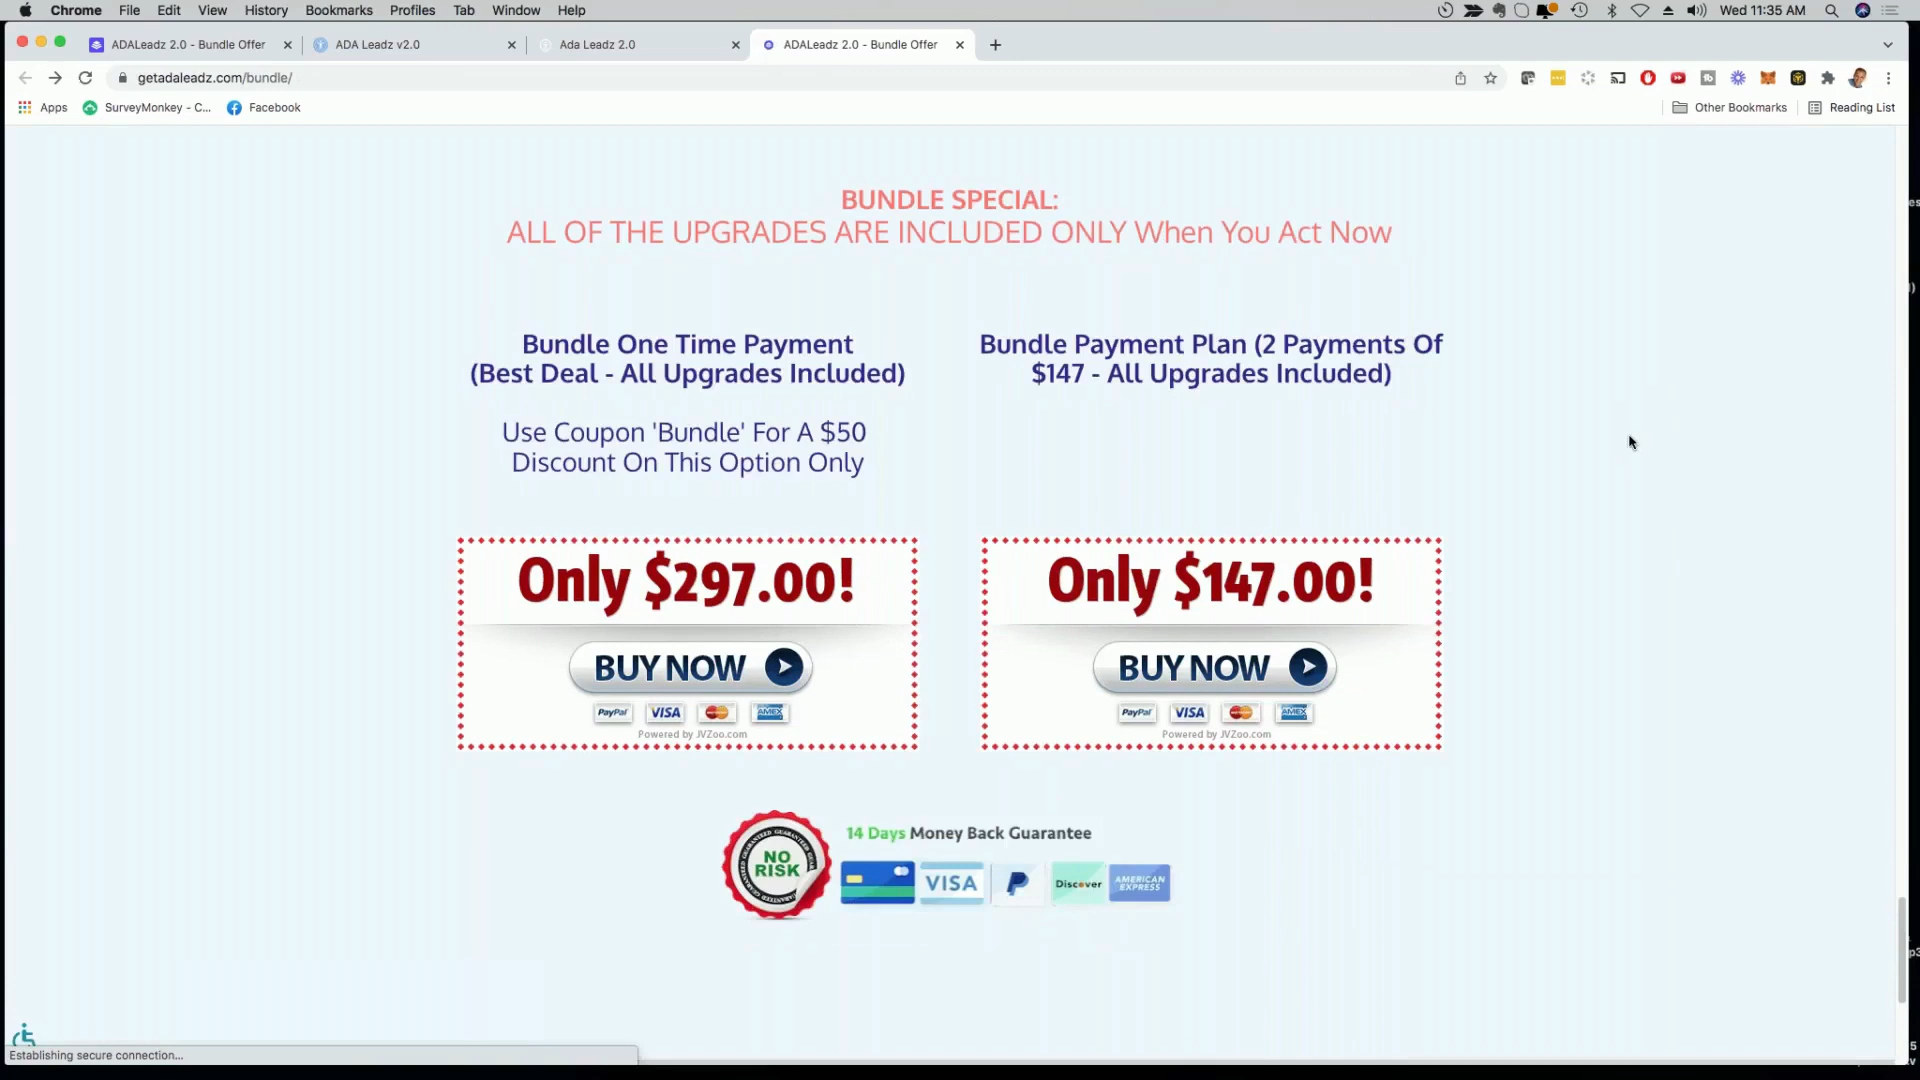 Chrome File Edit View History Bookmarks Profiles Tab Window Help Wed 11:35 AM
ADALeadz 2.0 - Bundle Offer ADA Leadz v2.0 Ada Leadz 2.0 ADALeadz 2.0 - Bundle Offer
getadaleadz.com/bundle/
Apps SurveyMonkey - C... Facebook Other Bookmarks Reading List
BUNDLE SPECIAL:
ALL OF THE UPGRADES ARE INCLUDED ONLY When You Act Now
Bundle One Time Payment
(Best Deal - All Upgrades Included)
Use Coupon 'Bundle' For A $50
Discount On This Option Only
Bundle Payment Plan (2 Payments Of
$147 - All Upgrades Included)
Only $297.00!
BUY NOW
PayPal VISA MasterCard AMEX
Powered by JVZoo.com
Only $147.00!
BUY NOW
PayPal VISA MasterCard AMEX
Powered by JVZoo.com
NO
RISK
14 Days Money Back Guarantee
VISA Discover AMERICAN EXPRESS
Establishing secure connection...